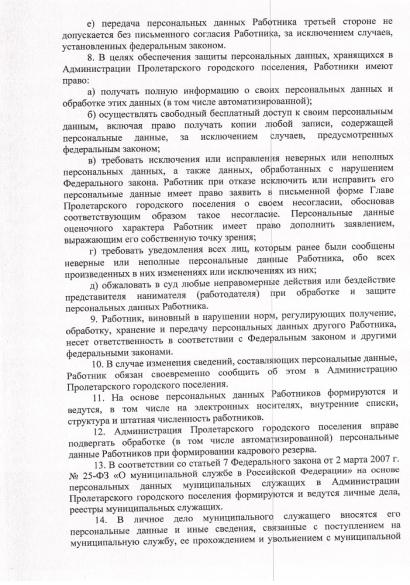 е) передача персональных данных Работника третьей стороне не
допускается без письменного согласия Работника, за исключением случаев,
установленных федеральным законом.
8. В целях обеспечения защиты персональных данных, хранящихся в
Администрации Пролетарского городского поселения, Работники имеют
право:
а) получать полную информацию о своих персональных данных и
обработке этих данных (в том числе автоматизированной);
б) осуществлять свободный бесплатный доступ к своим персональным
данным, включая право получать копии любой записи, содержащей
персональные данные, за исключением случаев, предусмотренных
федеральным законом;
в) требовать исключения или исправления неверных или неполных
персональных данных, а также данных, обработанных с нарушением
Федерального закона. Работник при отказе исключить или исправить его
персональные данные имеет право заявить в письменной форме Главе
Пролетарского городского поселения о своем несогласии, обосновав
соответствующим образом такое несогласие. Персональные данные
оценочного характера Работник имеет право дополнить заявлением,
выражающим его собственную точку зрения;
г) требовать уведомления всех лиц, которым ранее были сообщены
неверные или неполные персональные данные Работника, обо всех
произведенных в них изменениях или исключениях из них;
д) обжаловать в суд любые неправомерные действия или бездействие
представителя нанимателя (работодателя) при обработке и защите
персональных данных Работника.
9. Работник, виновный в нарушении норм, регулирующих получение,
обработку, хранение и передачу персональных данных другого Работника,
несет ответственность в соответствии с Федеральным законом и другими
федеральными законами.
10. В случае изменения сведений, составляющих персональные данные,
Работник обязан своевременно сообщить об этом в Администрацию
Пролетарского городского поселения.
11. На основе персональных данных Работников формируются и
ведутся, в том числе на электронных носителях, внутренние списки,
структура и штатная численность работников.
12. Администрация Пролетарского городского поселения вправе
подвергать обработке (в том числе автоматизированной) персональные
данные Работников при формировании кадрового резерва.
13. В соответствии со статьей 7 Федерального закона от 2 марта 2007 г.
№ 25-ФЗ «О муниципальной службе в Российской Федерации» на основе
персональных данных муниципальных служащих в Администрации
Пролетарского городского поселения формируются и ведутся личные дела,
реестры муниципальных служащих.
14. В личное дело муниципального служащего вносятся его
персональные данные и иные сведения, связанные с поступлением на
муниципальную службу, ее прохождением и увольнением с муниципальной